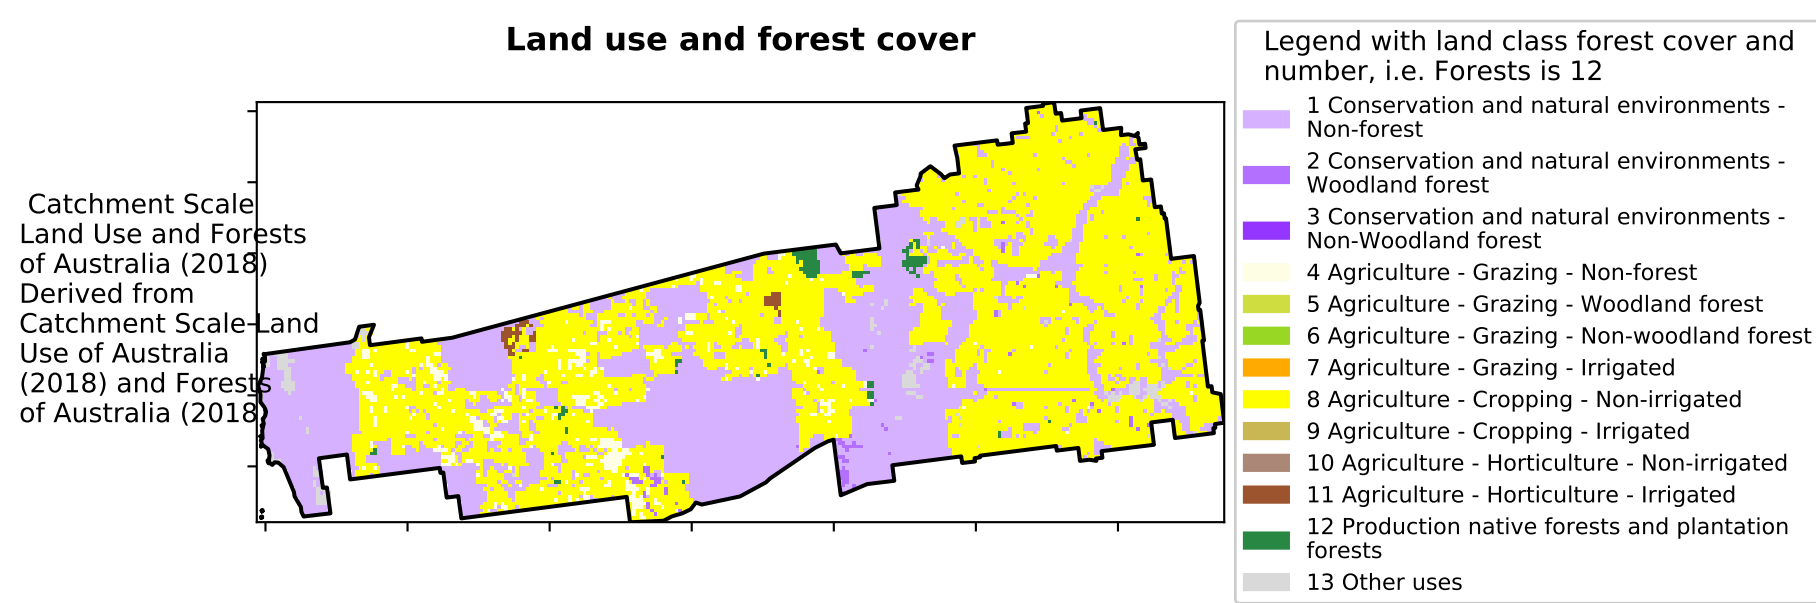 Land use and forest cover
Catchment Scale
Land Use and Forests
of Australia (2018)
Derived from
Catchment Scale Land
Use of Australia
(2018) and Forests
of Australia (2018)
Legend with land class forest cover and
number, i.e. Forests is 12
1 Conservation and natural environments -
Non-forest
2 Conservation and natural environments -
Woodland forest
3 Conservation and natural environments -
Non-Woodland forest
4 Agriculture - Grazing - Non-forest
5 Agriculture - Grazing - Woodland forest
6 Agriculture - Grazing - Non-woodland forest
7 Agriculture - Grazing - Irrigated
8 Agriculture - Cropping - Non-irrigated
9 Agriculture - Cropping - Irrigated
10 Agriculture - Horticulture - Non-irrigated
11 Agriculture - Horticulture - Irrigated
12 Production native forests and plantation
forests
13 Other uses